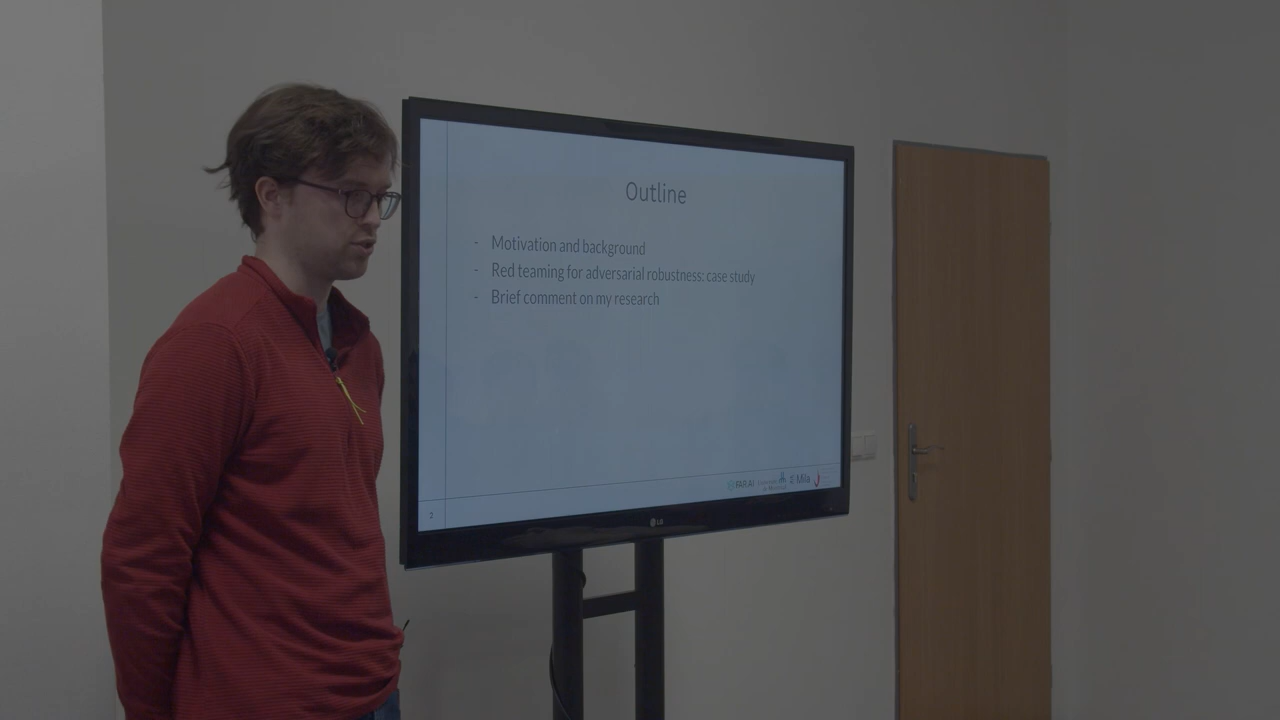 Outline
- Motivation and background
- Red teaming for adversarial robustness: case study
- Brief comment on my research
FAR.AI
Mila
2
LG